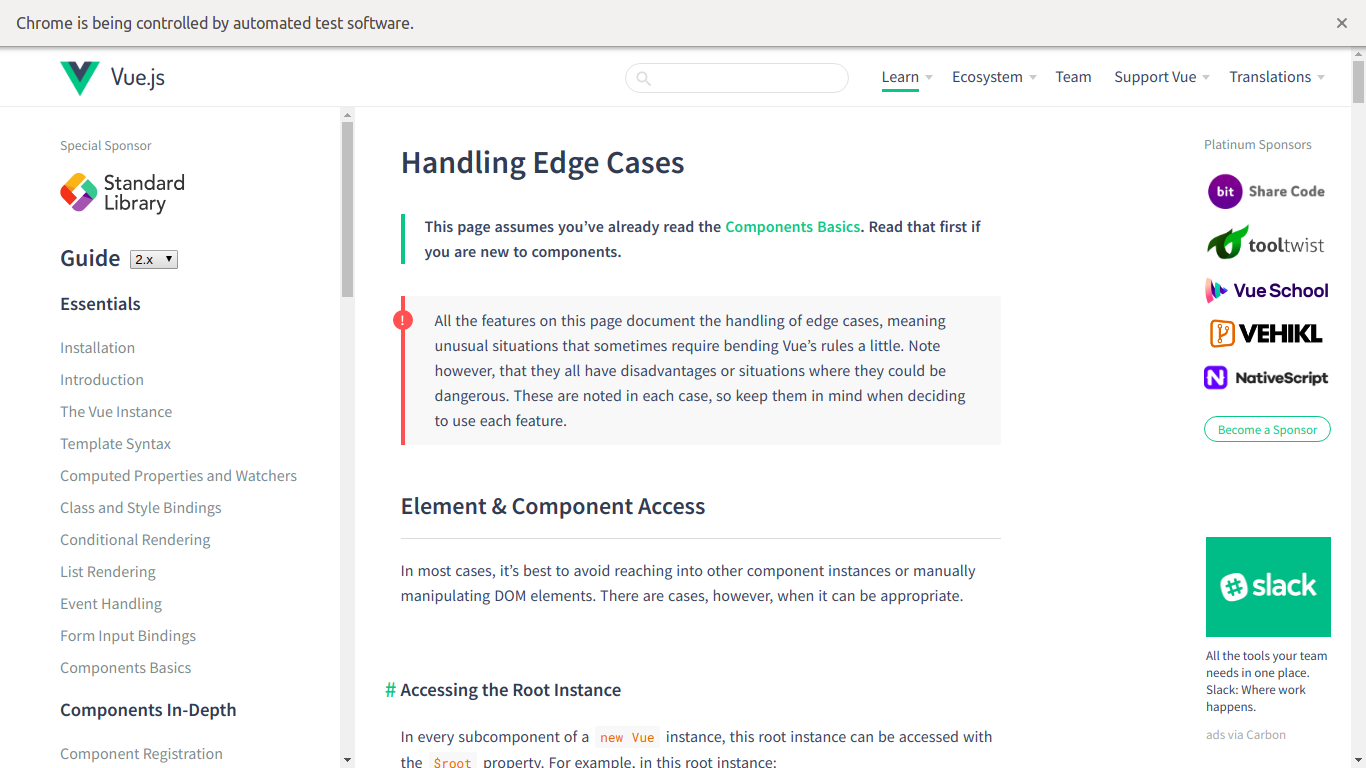 Chrome is being controlled by automated test software.
Vue.js
Learn
Ecosystem
Team
Support Vue
Translations
Special Sponsor
Standard
Library
Guide 2.x
Essentials
Installation
Introduction
The Vue Instance
Template Syntax
Computed Properties and Watchers
Class and Style Bindings
Conditional Rendering
List Rendering
Event Handling
Form Input Bindings
Components Basics
Components In-Depth
Component Registration
Handling Edge Cases
This page assumes you’ve already read the Components Basics. Read that first if
you are new to components.
!
All the features on this page document the handling of edge cases, meaning
unusual situations that sometimes require bending Vue’s rules a little. Note
however, that they all have disadvantages or situations where they could be
dangerous. These are noted in each case, so keep them in mind when deciding
to use each feature.
Element & Component Access
In most cases, it’s best to avoid reaching into other component instances or manually
manipulating DOM elements. There are cases, however, when it can be appropriate.
# Accessing the Root Instance
In every subcomponent of a new Vue instance, this root instance can be accessed with
the $root property. For example, in this root instance:
Platinum Sponsors
bit Share Code
tooltwist
Vue School
VEHIKL
N NativeScript
Become a Sponsor
slack
All the tools your team
needs in one place.
Slack: Where work
happens.
ads via Carbon